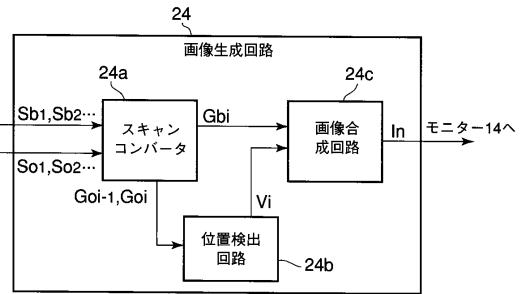 24
画像生成回路
24a
24c
Sb1,Sb2…
スキャン
コンバータ
Gbi
画像合
成回路
In
モニター14へ
So1,So2…
Goi-1,Goi
Vi
位置検出
回路
24b